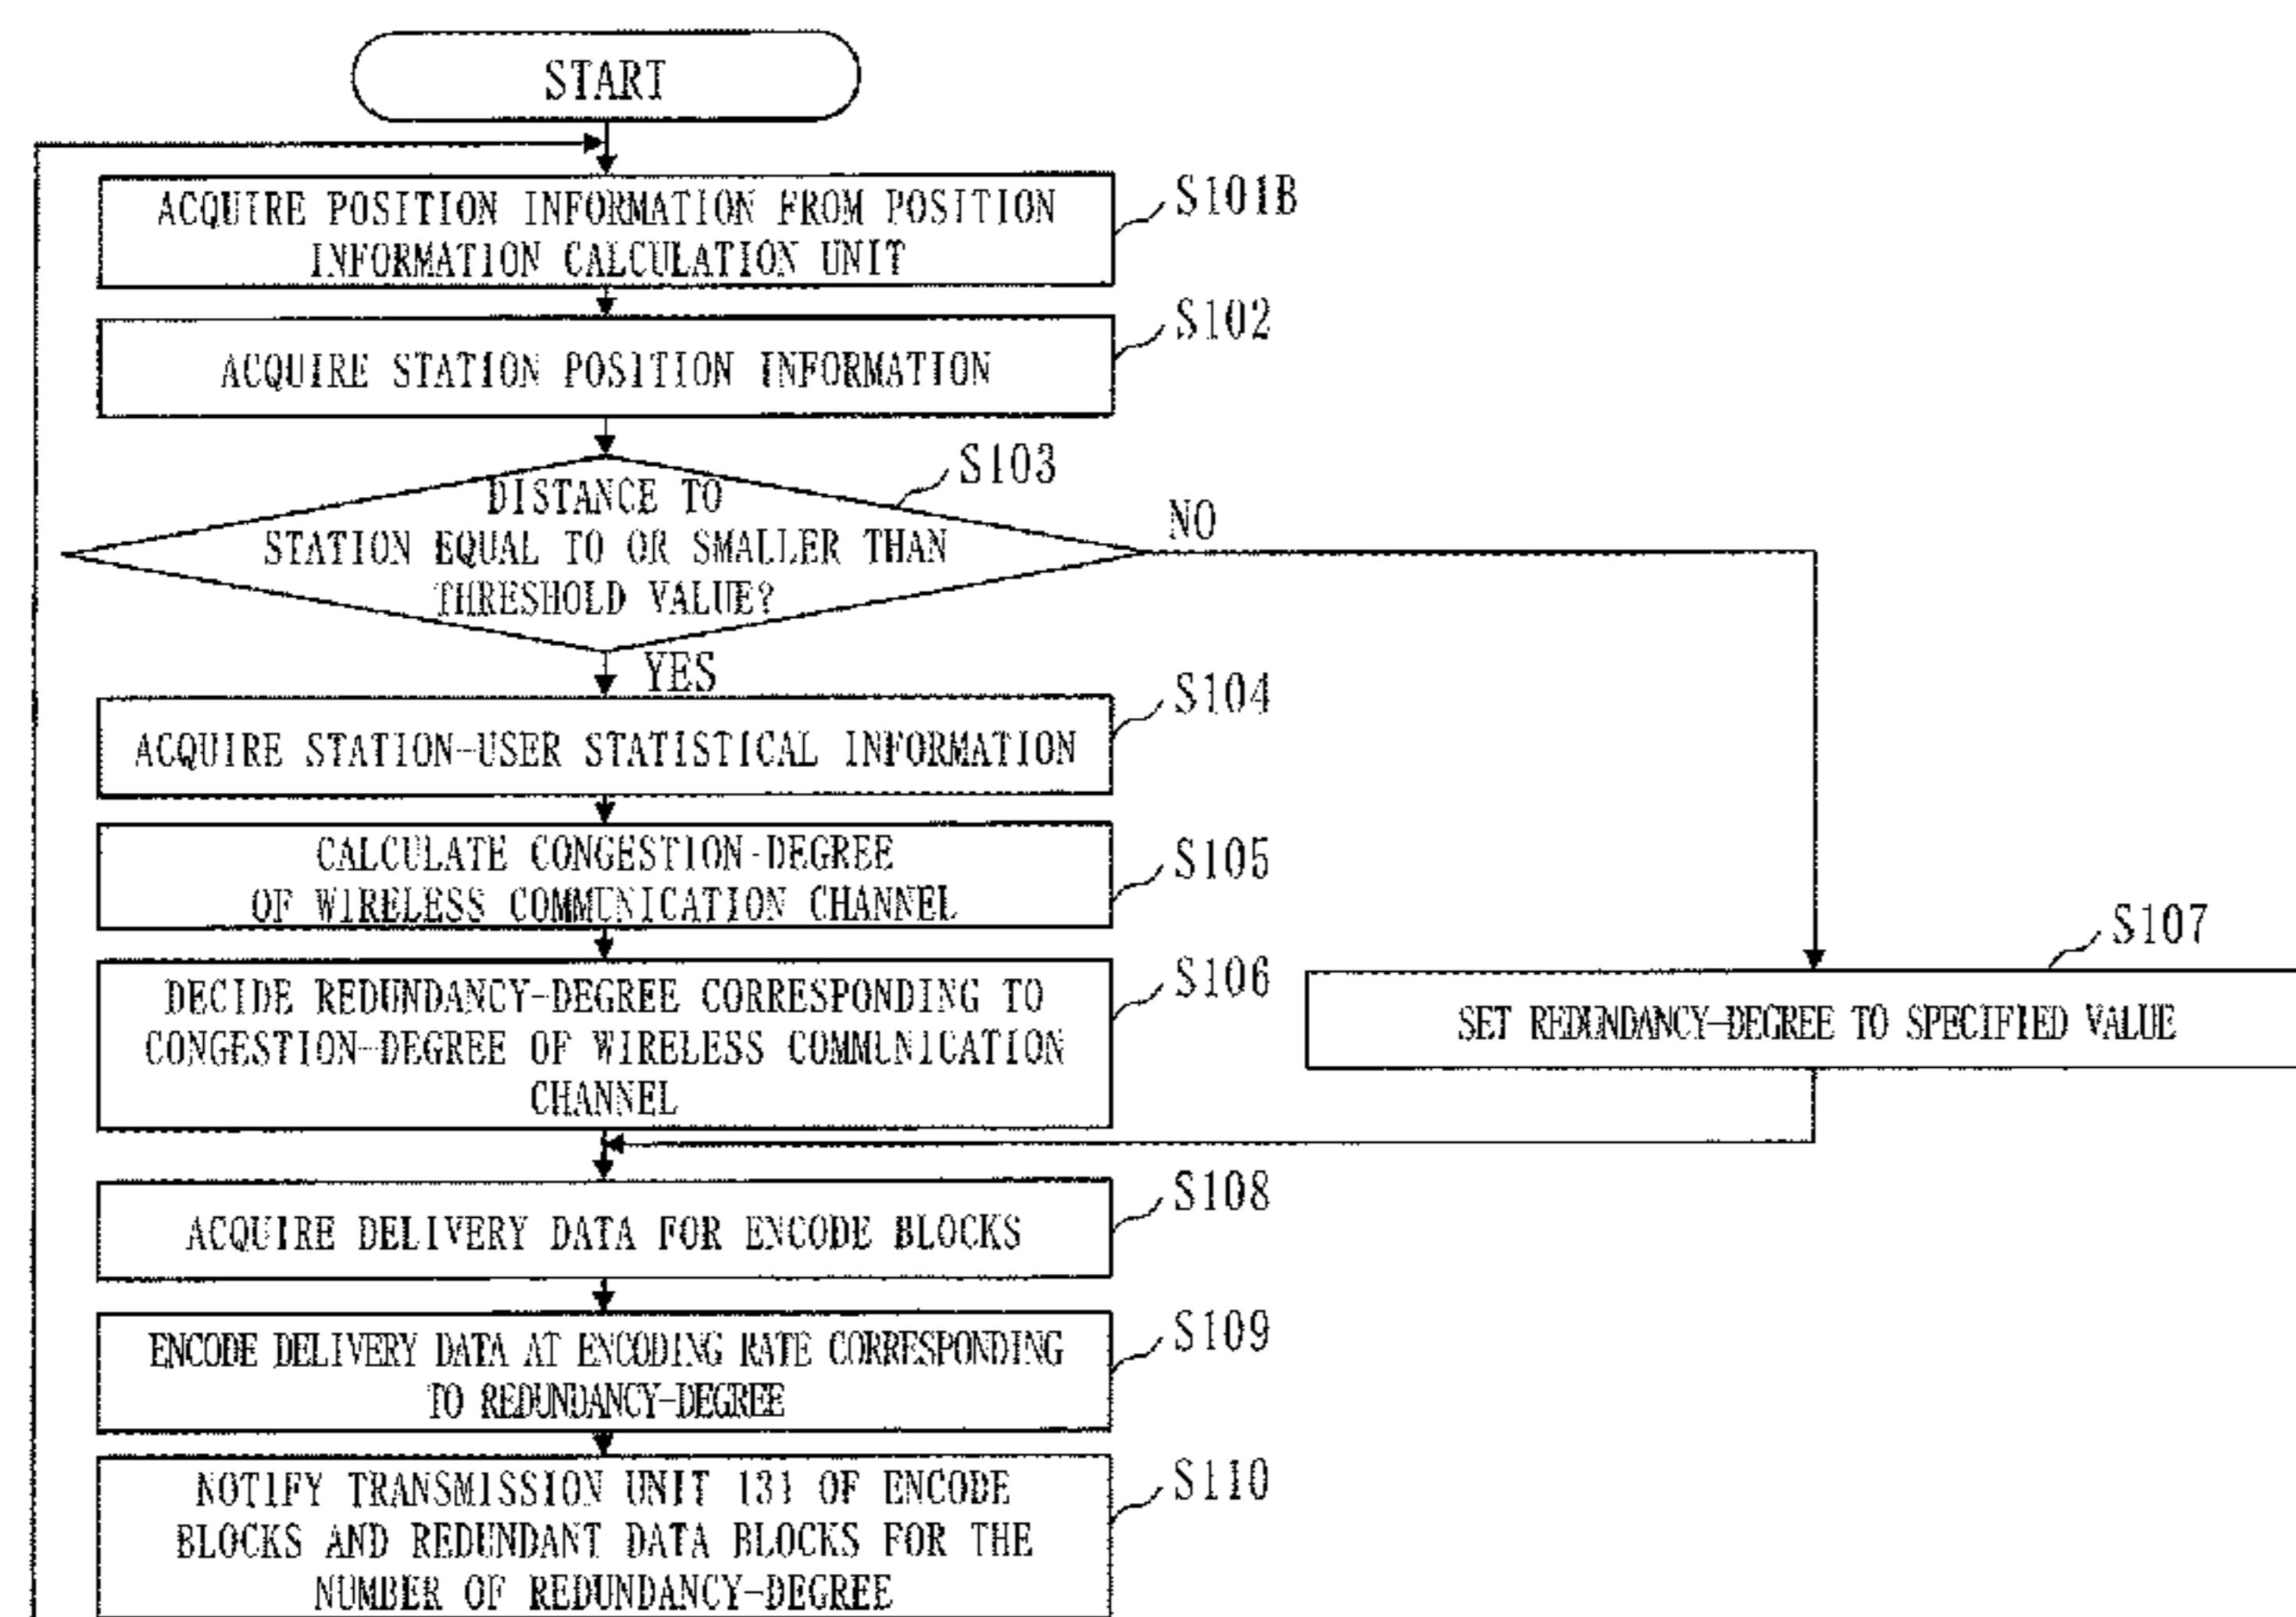 START
ACQUIRE POSITION INFORMATION FROM POSITION
INFORMATION CALCULATION UNIT
S101B
ACQUIRE STATION POSITION INFORMATION
S102
DISTANCE TO
STATION EQUAL TO OR SMALLER THAN
THRESHOLD VALUE?
S103
NO
YES
ACQUIRE STATION-USER STATISTICAL INFORMATION
S104
CALCULATE CONGESTION-DEGREE
OF WIRELESS COMMUNICATION CHANNEL
S105
DECIDE REDUNDANCY-DEGREE CORRESPONDING TO
CONGESTION-DEGREE OF WIRELESS COMMUNICATION
CHANNEL
S106
SET REDUNDANCY-DEGREE TO SPECIFIED VALUE
S107
ACQUIRE DELIVERY DATA FOR ENCODE BLOCKS
S108
ENCODE DELIVERY DATA AT ENCODING RATE CORRESPONDING
TO REDUNDANCY-DEGREE
S109
NOTIFY TRANSMISSION UNIT 131 OF ENCODE
BLOCKS AND REDUNDANT DATA BLOCKS FOR THE
NUMBER OF REDUNDANCY-DEGREE
S110